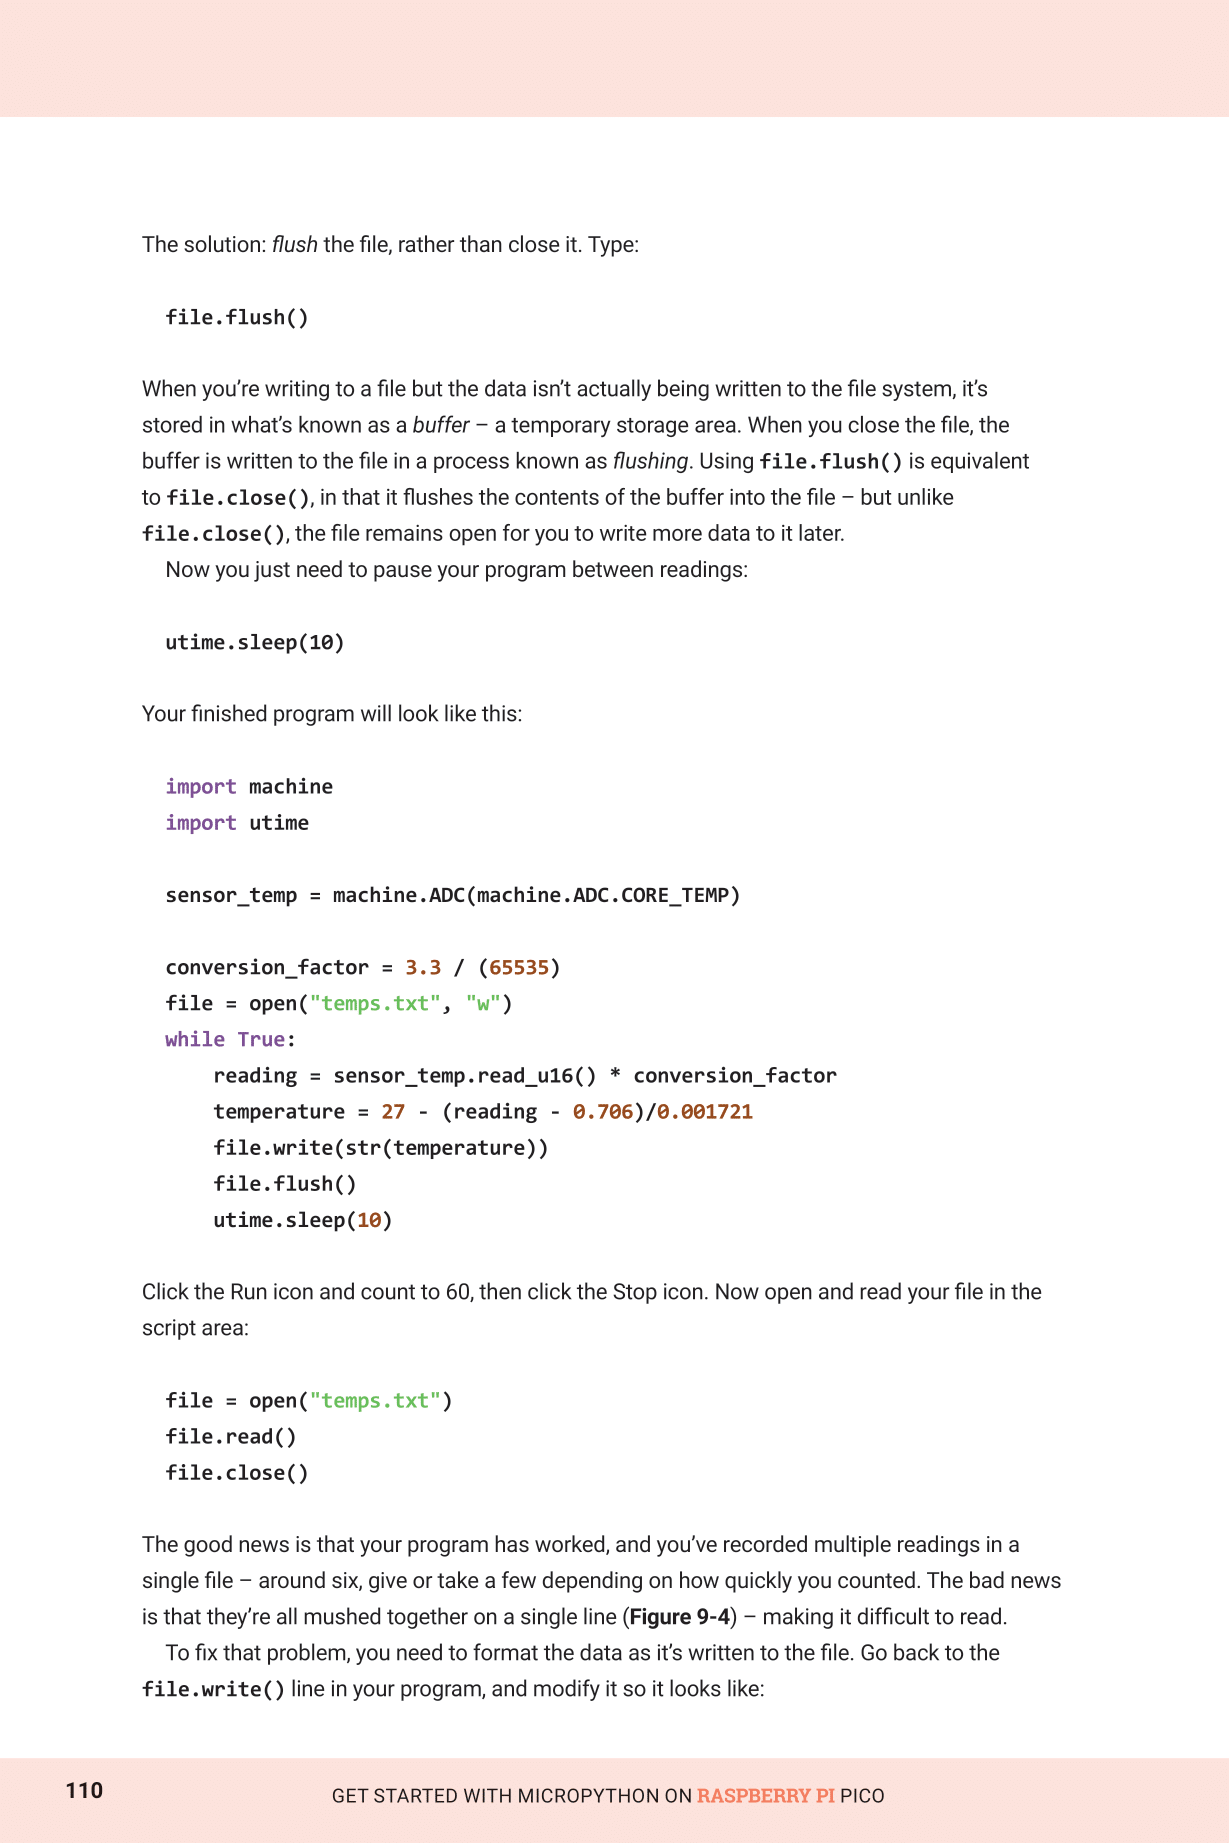 The solution: flush the file, rather than close it. Type:
file.flush()
When you’re writing to a file but the data isn’t actually being written to the file system, it’s
stored in what’s known as a buffer – a temporary storage area. When you close the file, the
buffer is written to the file in a process known as flushing. Using file.flush() is equivalent
to file.close(), in that it flushes the contents of the buffer into the file – but unlike
file.close(), the file remains open for you to write more data to it later.
Now you just need to pause your program between readings:
utime.sleep(10)
Your finished program will look like this:
import machine
import utime
sensor_temp = machine.ADC(machine.ADC.CORE_TEMP)
conversion_factor = 3.3 / (65535)
file = open("temps.txt", "w")
while True:
    reading = sensor_temp.read_u16() * conversion_factor
    temperature = 27 - (reading - 0.706)/0.001721
    file.write(str(temperature))
    file.flush()
    utime.sleep(10)
Click the Run icon and count to 60, then click the Stop icon. Now open and read your file in the
script area:
file = open("temps.txt")
file.read()
file.close()
The good news is that your program has worked, and you’ve recorded multiple readings in a
single file – around six, give or take a few depending on how quickly you counted. The bad news
is that they’re all mushed together on a single line (Figure 9-4) – making it difficult to read.
To fix that problem, you need to format the data as it’s written to the file. Go back to the
file.write() line in your program, and modify it so it looks like:
110
GET STARTED WITH MICROPYTHON ON RASPBERRY PI PICO